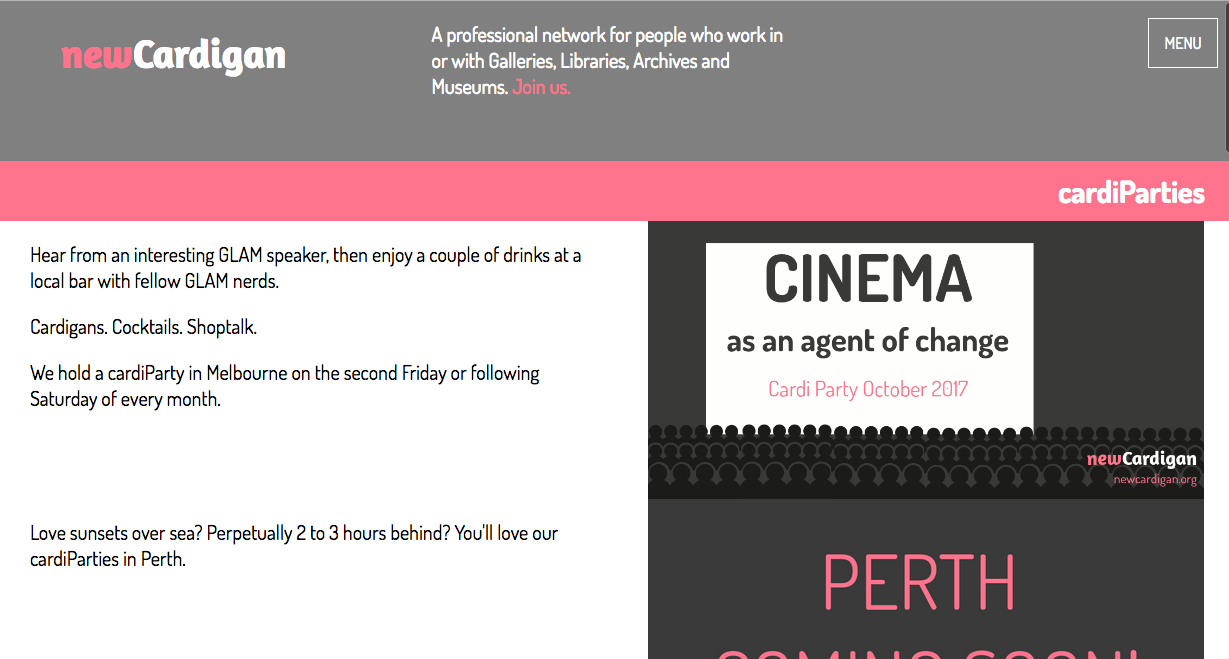 newCardigan
A professional network for people who work in
or with Galleries, Libraries, Archives and
Museums. Join us.
MENU
cardiParties
Hear from an interesting GLAM speaker, then enjoy a couple of drinks at a
local bar with fellow GLAM nerds.
Cardigans. Cocktails. Shoptalk.
We hold a cardiParty in Melbourne on the second Friday or following
Saturday of every month.
CINEMA
as an agent of change
Cardi Party October 2017
newCardigan
newcardigan.org
Love sunsets over sea? Perpetually 2 to 3 hours behind? You'll love our
cardiParties in Perth.
PERTH
COMING SOON!